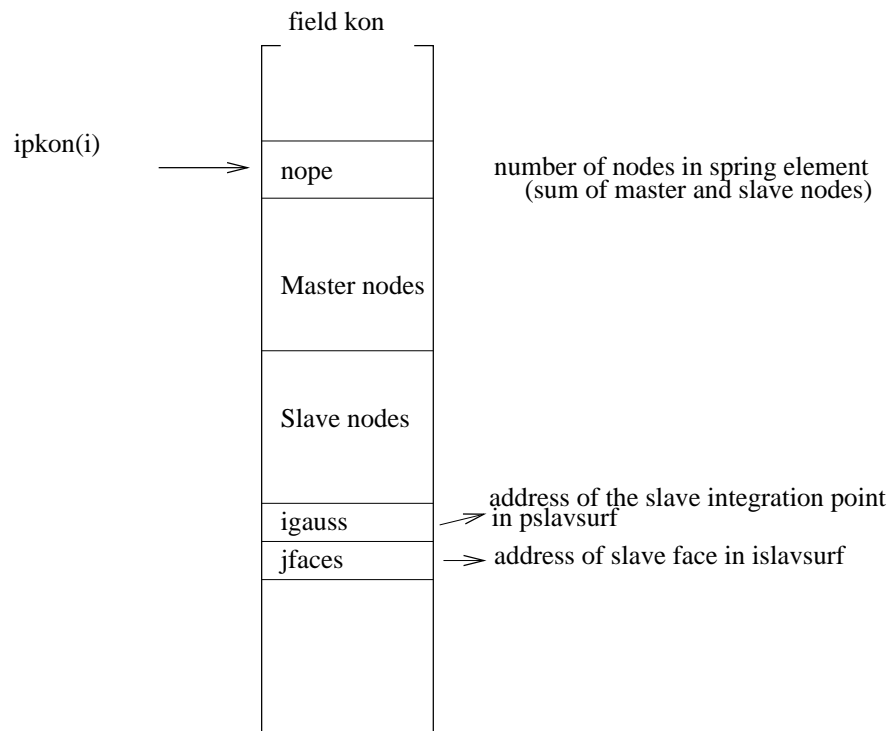 field kon
ipkon(i)
nope
number of nodes in spring element
(sum of master and slave nodes)
Master nodes
Slave nodes
igauss
address of the slave integration point
in pslavsurf
jfaces
address of slave face in islavsurf